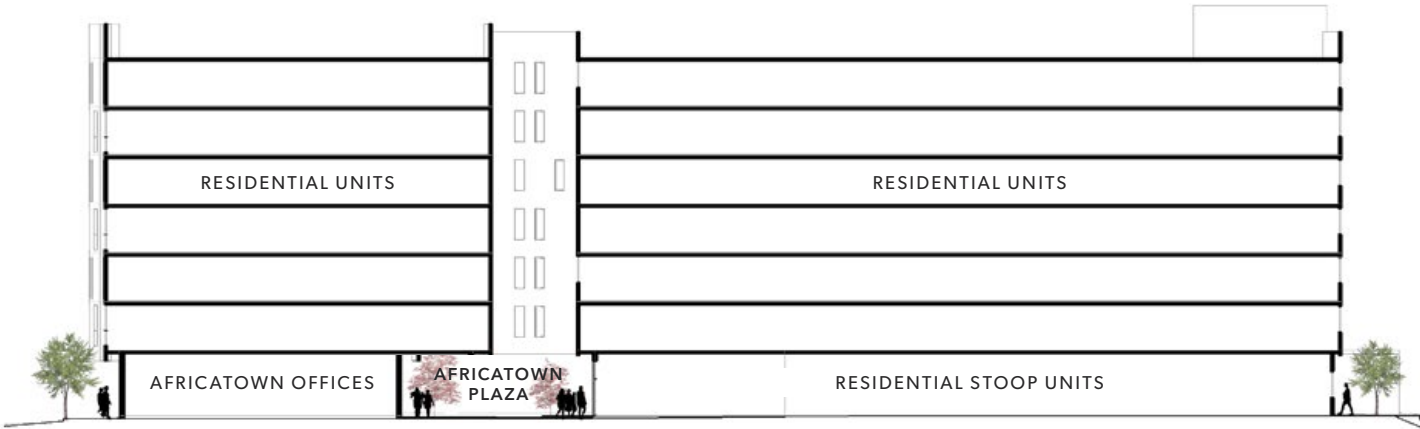 RESIDENTIAL UNITS
RESIDENTIAL UNITS
AFRICATOWN OFFICES
AFRICATOWN
PLAZA
RESIDENTIAL STOOP UNITS